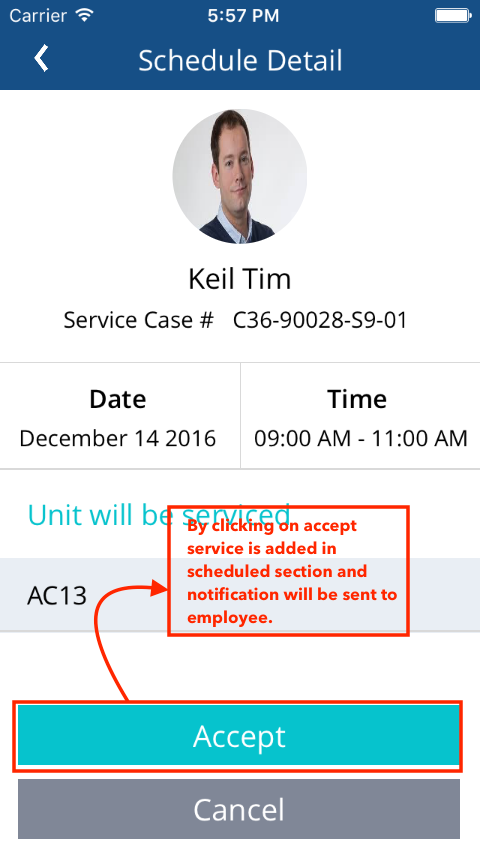 Carrier 5:57 PM
Schedule Detail
Keil Tim
Service Case # C36-90028-S9-01
Date Time
December 14 2016 09:00 AM - 11:00 AM
Unit will be serviced
By clicking on accept
service is added in
scheduled section and
notification will be sent to
employee.
AC13
Accept
Cancel